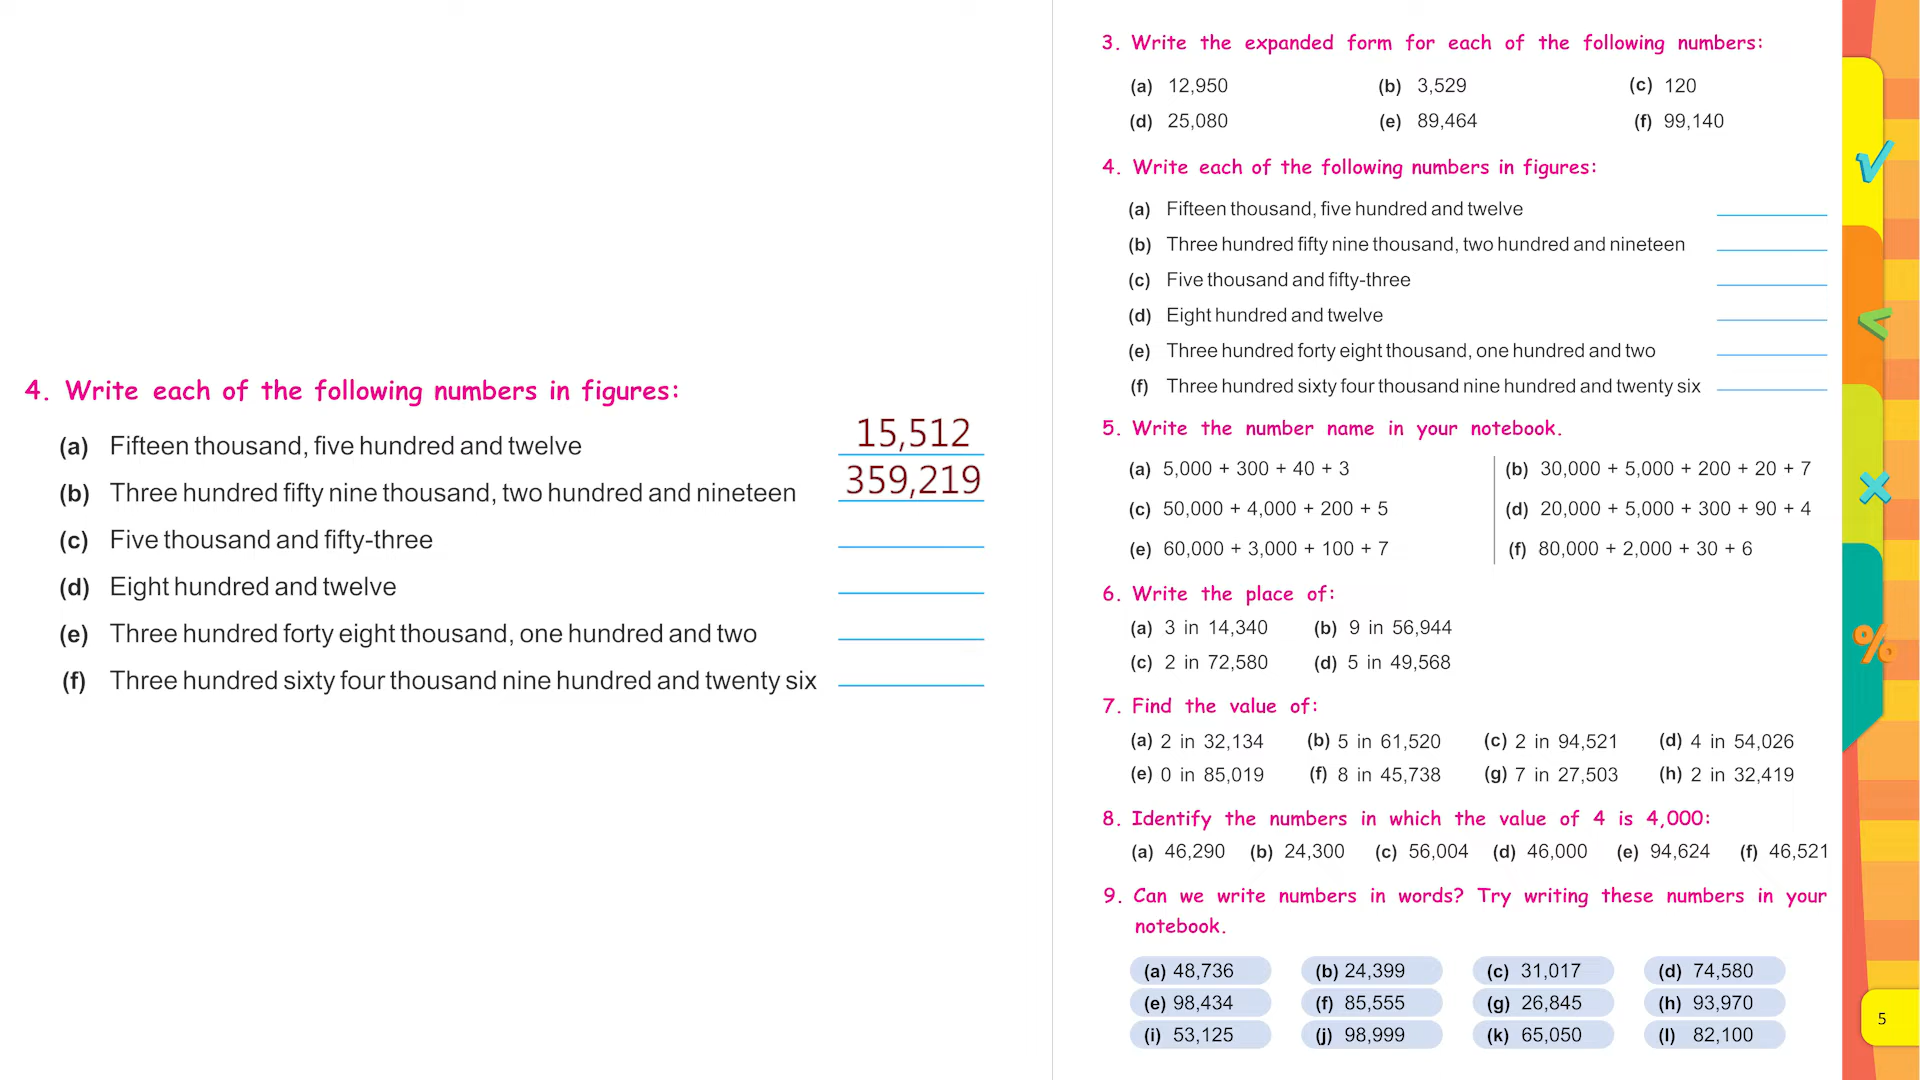 4. Write each of the following numbers in figures:
(a) Fifteen thousand, five hundred and twelve 15,512
(b) Three hundred fifty nine thousand, two hundred and nineteen 359,219
(c) Five thousand and fifty-three
(d) Eight hundred and twelve
(e) Three hundred forty eight thousand, one hundred and two
(f) Three hundred sixty four thousand nine hundred and twenty six
3. Write the expanded form for each of the following numbers:
(a) 12,950 (b) 3,529 (c) 120
(d) 25,080 (e) 89,464 (f) 99,140
4. Write each of the following numbers in figures:
(a) Fifteen thousand, five hundred and twelve
(b) Three hundred fifty nine thousand, two hundred and nineteen
(c) Five thousand and fifty-three
(d) Eight hundred and twelve
(e) Three hundred forty eight thousand, one hundred and two
(f) Three hundred sixty four thousand nine hundred and twenty six
5. Write the number name in your notebook.
(a) 5,000 + 300 + 40 + 3 (b) 30,000 + 5,000 + 200 + 20 + 7
(c) 50,000 + 4,000 + 200 + 5 (d) 20,000 + 5,000 + 300 + 90 + 4
(e) 60,000 + 3,000 + 100 + 7 (f) 80,000 + 2,000 + 30 + 6
6. Write the place of:
(a) 3 in 14,340 (b) 9 in 56,944
(c) 2 in 72,580 (d) 5 in 49,568
7. Find the value of:
(a) 2 in 32,134 (b) 5 in 61,520 (c) 2 in 94,521 (d) 4 in 54,026
(e) 0 in 85,019 (f) 8 in 45,738 (g) 7 in 27,503 (h) 2 in 32,419
8. Identify the numbers in which the value of 4 is 4,000:
(a) 46,290 (b) 24,300 (c) 56,004 (d) 46,000 (e) 94,624 (f) 46,521
9. Can we write numbers in words? Try writing these numbers in your
notebook.
(a) 48,736 (b) 24,399 (c) 31,017 (d) 74,580
(e) 98,434 (f) 85,555 (g) 26,845 (h) 93,970
(i) 53,125 (j) 98,999 (k) 65,050 (l) 82,100
√
<
×
%
5